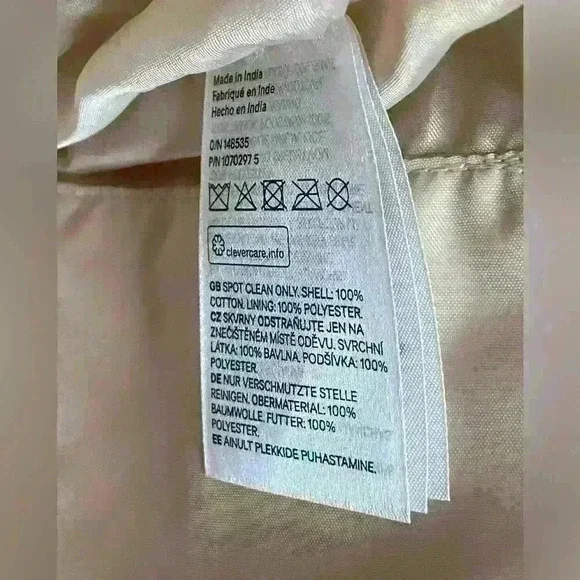 Made in India
Fabriqué en Inde
Hecho en India
O/N 148535
P/N 1070297 5
clevercare.info
GB SPOT CLEAN ONLY. SHELL: 100%
COTTON. LINING: 100% POLYESTER.
CZ SKVRNY ODSTRAŇUJTE JEN NA
ZNEČIŠTĚNÉM MÍSTĚ ODĚVU. SVRCHNÍ
LÁTKA: 100% BAVLNA. PODŠÍVKA: 100%
POLYESTER.
DE NUR VERSCHMUTZTE STELLE
REINIGEN. OBERMATERIAL: 100%
BAUMWOLLE. FUTTER: 100%
POLYESTER.
EE AINULT PLEKKIDE PUHASTAMINE.